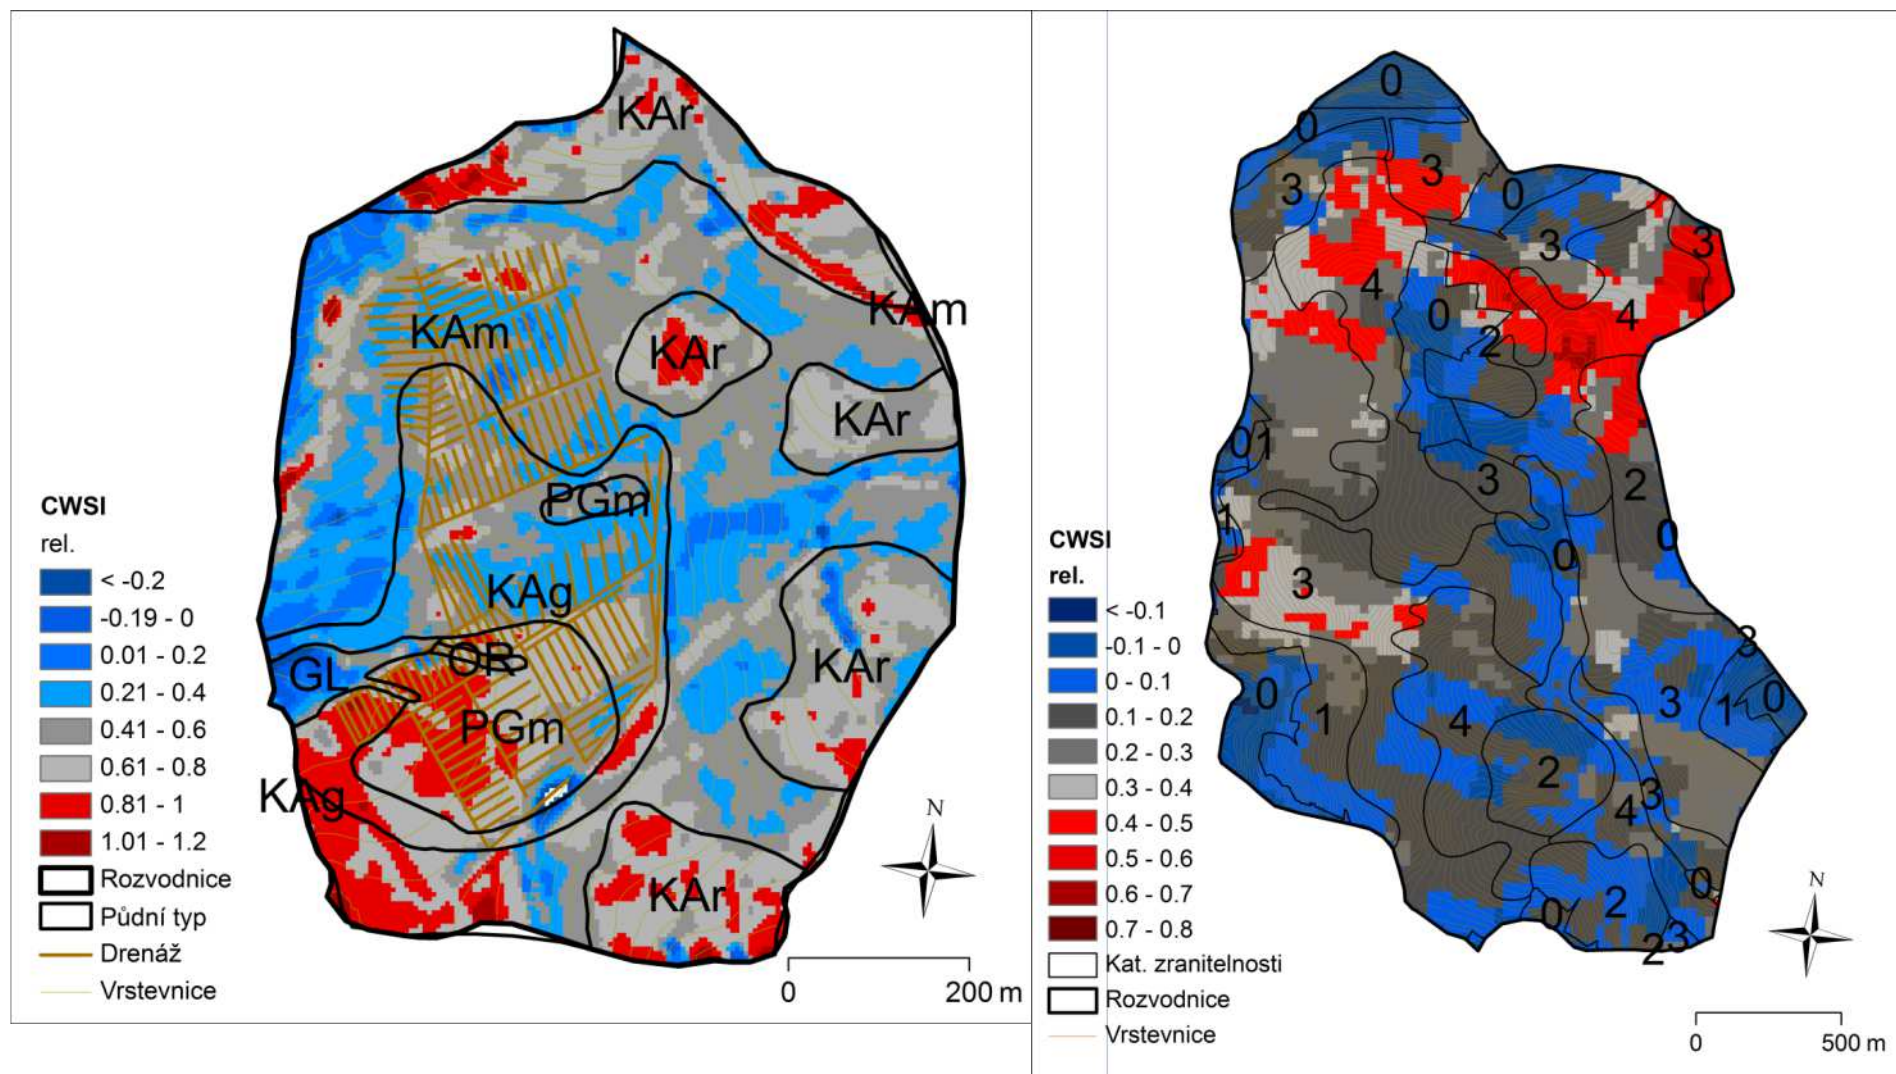 KAr
KAm
KAm
KAr
KAr
PGm
KAg
OR
GL
KAr
PGm
KAg
KAr
CWSI
rel.
< -0.2
-0.19 - 0
0.01 - 0.2
0.21 - 0.4
0.41 - 0.6
0.61 - 0.8
0.81 - 1
1.01 - 1.2
Rozvodnice
Půdní typ
Drenáž
Vrstevnice
N
0 200 m
0
0
3
3
0
3
3
4
0
4
2
0 1
3
2
1
0
0
3
3
0
1
4
3
1
0
2
3
4
0
2
0
2
3
CWSI
rel.
< -0.1
-0.1 - 0
0 - 0.1
0.1 - 0.2
0.2 - 0.3
0.3 - 0.4
0.4 - 0.5
0.5 - 0.6
0.6 - 0.7
0.7 - 0.8
Kat. zranitelnosti
Rozvodnice
Vrstevnice
N
0 500 m